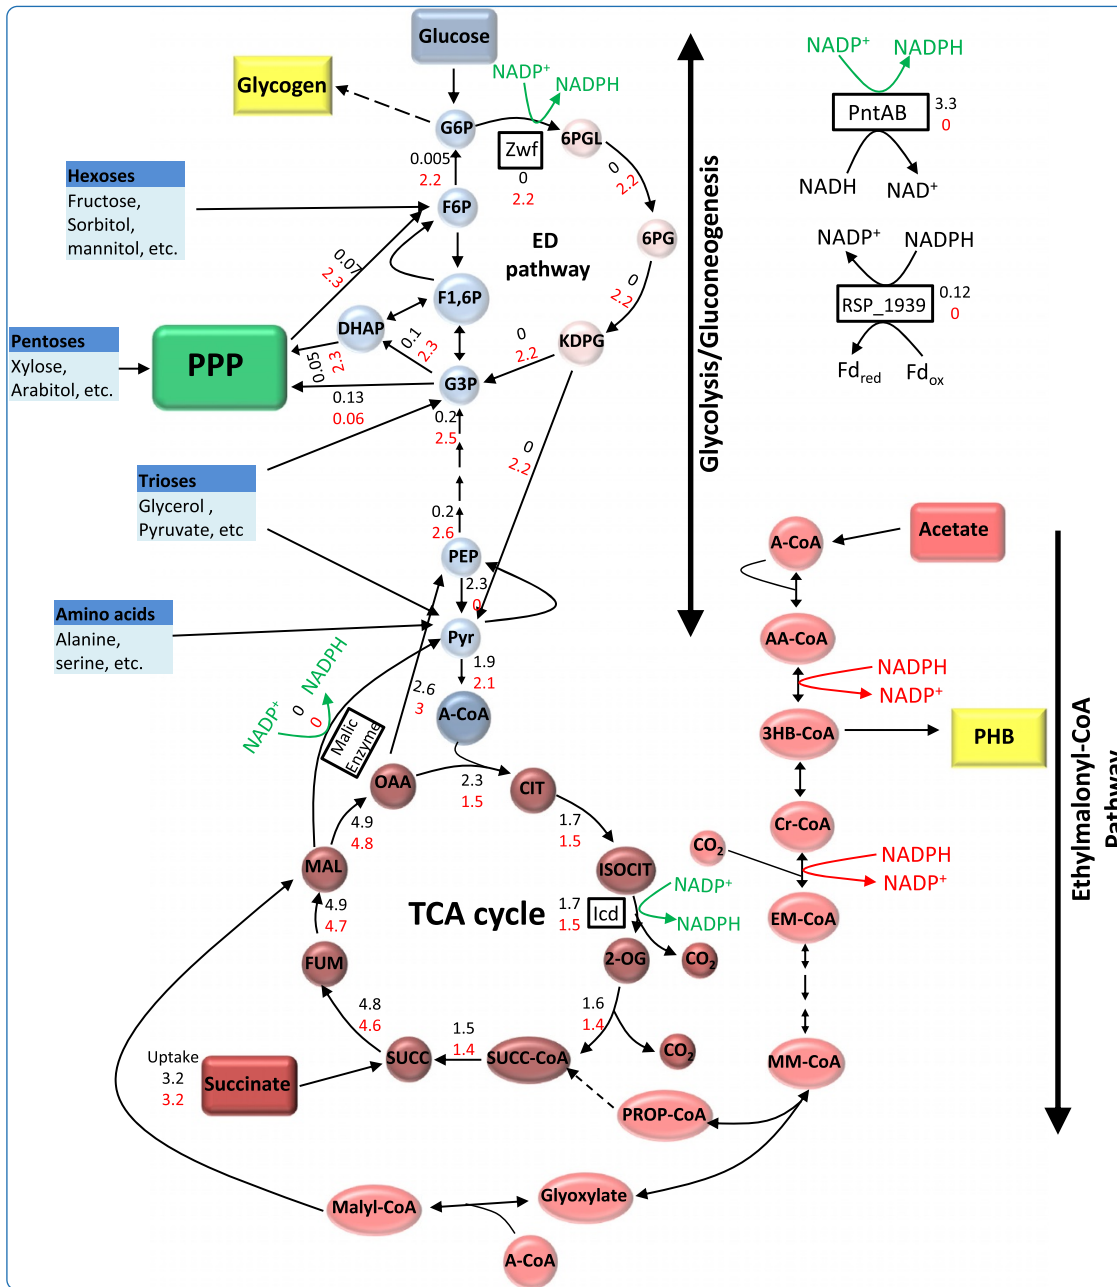 Glucose
Glycogen
NADP+
NADPH
G6P
Zwf
0
2.2
6PGL
0.005
2.2
0
2.2
Hexoses
Fructose,
Sorbitol,
mannitol, etc.
F6P
ED
pathway
6PG
0.07
2.3
0
2.2
F1,6P
DHAP
KDPG
0.1
2.3
0
2.2
Pentoses
Xylose,
Arabitol, etc.
PPP
0.05
2.3
G3P
0.13
0.06
0.2
2.5
0
2.2
Trioses
Glycerol ,
Pyruvate, etc
0.2
2.6
PEP
2.3
0
Amino acids
Alanine,
serine, etc.
Pyr
1.9
2.1
NADP+
NADPH
0
0
Malic
Enzyme
2.6
3
A-CoA
OAA
2.3
1.5
CIT
4.9
4.8
1.7
1.5
MAL
ISOCIT
NADP+
NADPH
TCA cycle
1.7
1.5
Icd
4.9
4.7
FUM
2-OG
CO2
4.8
4.6
1.6
1.4
CO2
SUCC
1.5
1.4
SUCC-CoA
Uptake
3.2
3.2
Succinate
PROP-CoA
Malyl-CoA
Glyoxylate
A-CoA
Glycolysis/Gluconeogenesis
NADP+
NADPH
PntAB
3.3
0
NADH
NAD+
NADP+
NADPH
RSP_1939
0.12
0
Fdred
Fdox
A-CoA
Acetate
AA-CoA
NADPH
NADP+
3HB-CoA
PHB
Cr-CoA
CO2
NADPH
NADP+
EM-CoA
MM-CoA
Ethylmalonyl-CoA
Pathway